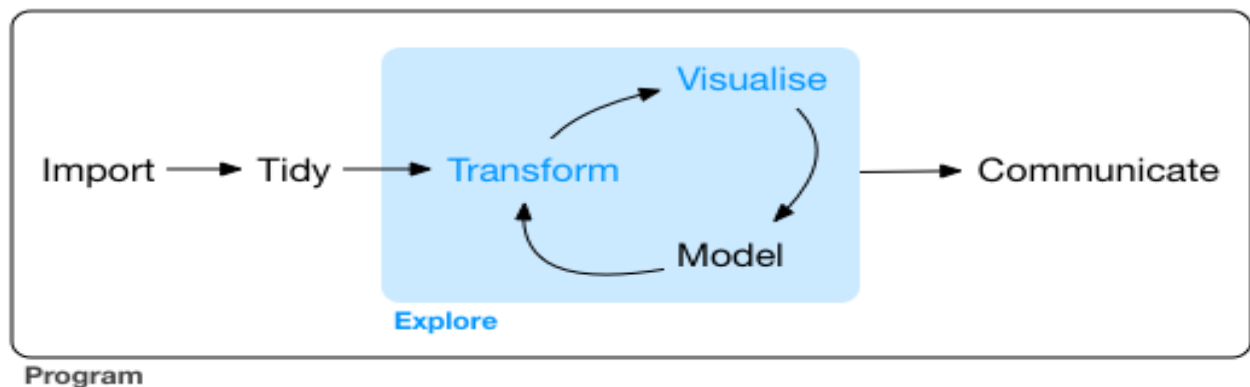 Visualise
Import
Tidy
Transform
Communicate
Model
Explore
Program